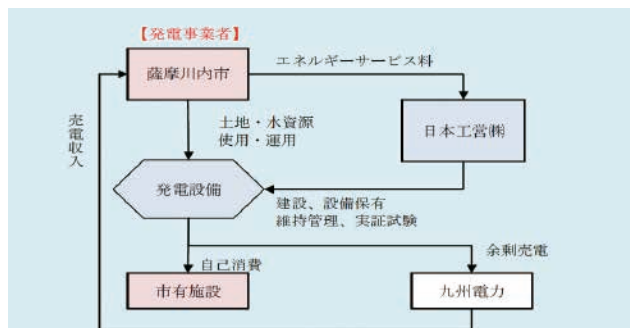 【発電事業者】
薩摩川内市
エネルギーサービス料
売電収入
土地・水資源
使用・運用
日本工営㈱
発電設備
建設、設備保有
維持管理、実証試験
自己消費
余剰売電
市有施設
九州電力